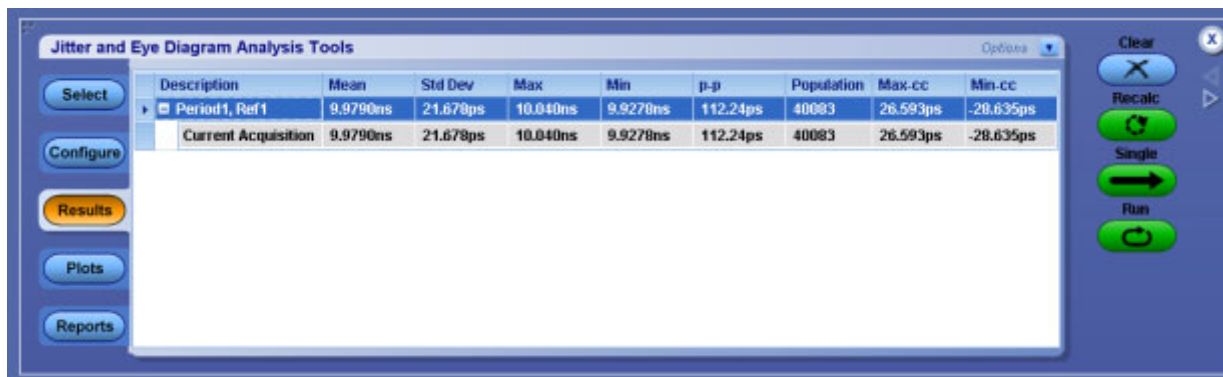 Jitter and Eye Diagram Analysis Tools
Options
Clear
X
Select
Description Mean Std Dev Max Min p-p Population Max-cc Min-cc
Period1, Ref1 9.9790ns 21.678ps 10.040ns 9.9278ns 112.24ps 40083 26.593ps -28.635ps
Current Acquisition 9.9790ns 21.678ps 10.040ns 9.9278ns 112.24ps 40083 26.593ps -28.635ps
Recalc
Configure
Single
Results
Run
Plots
Reports